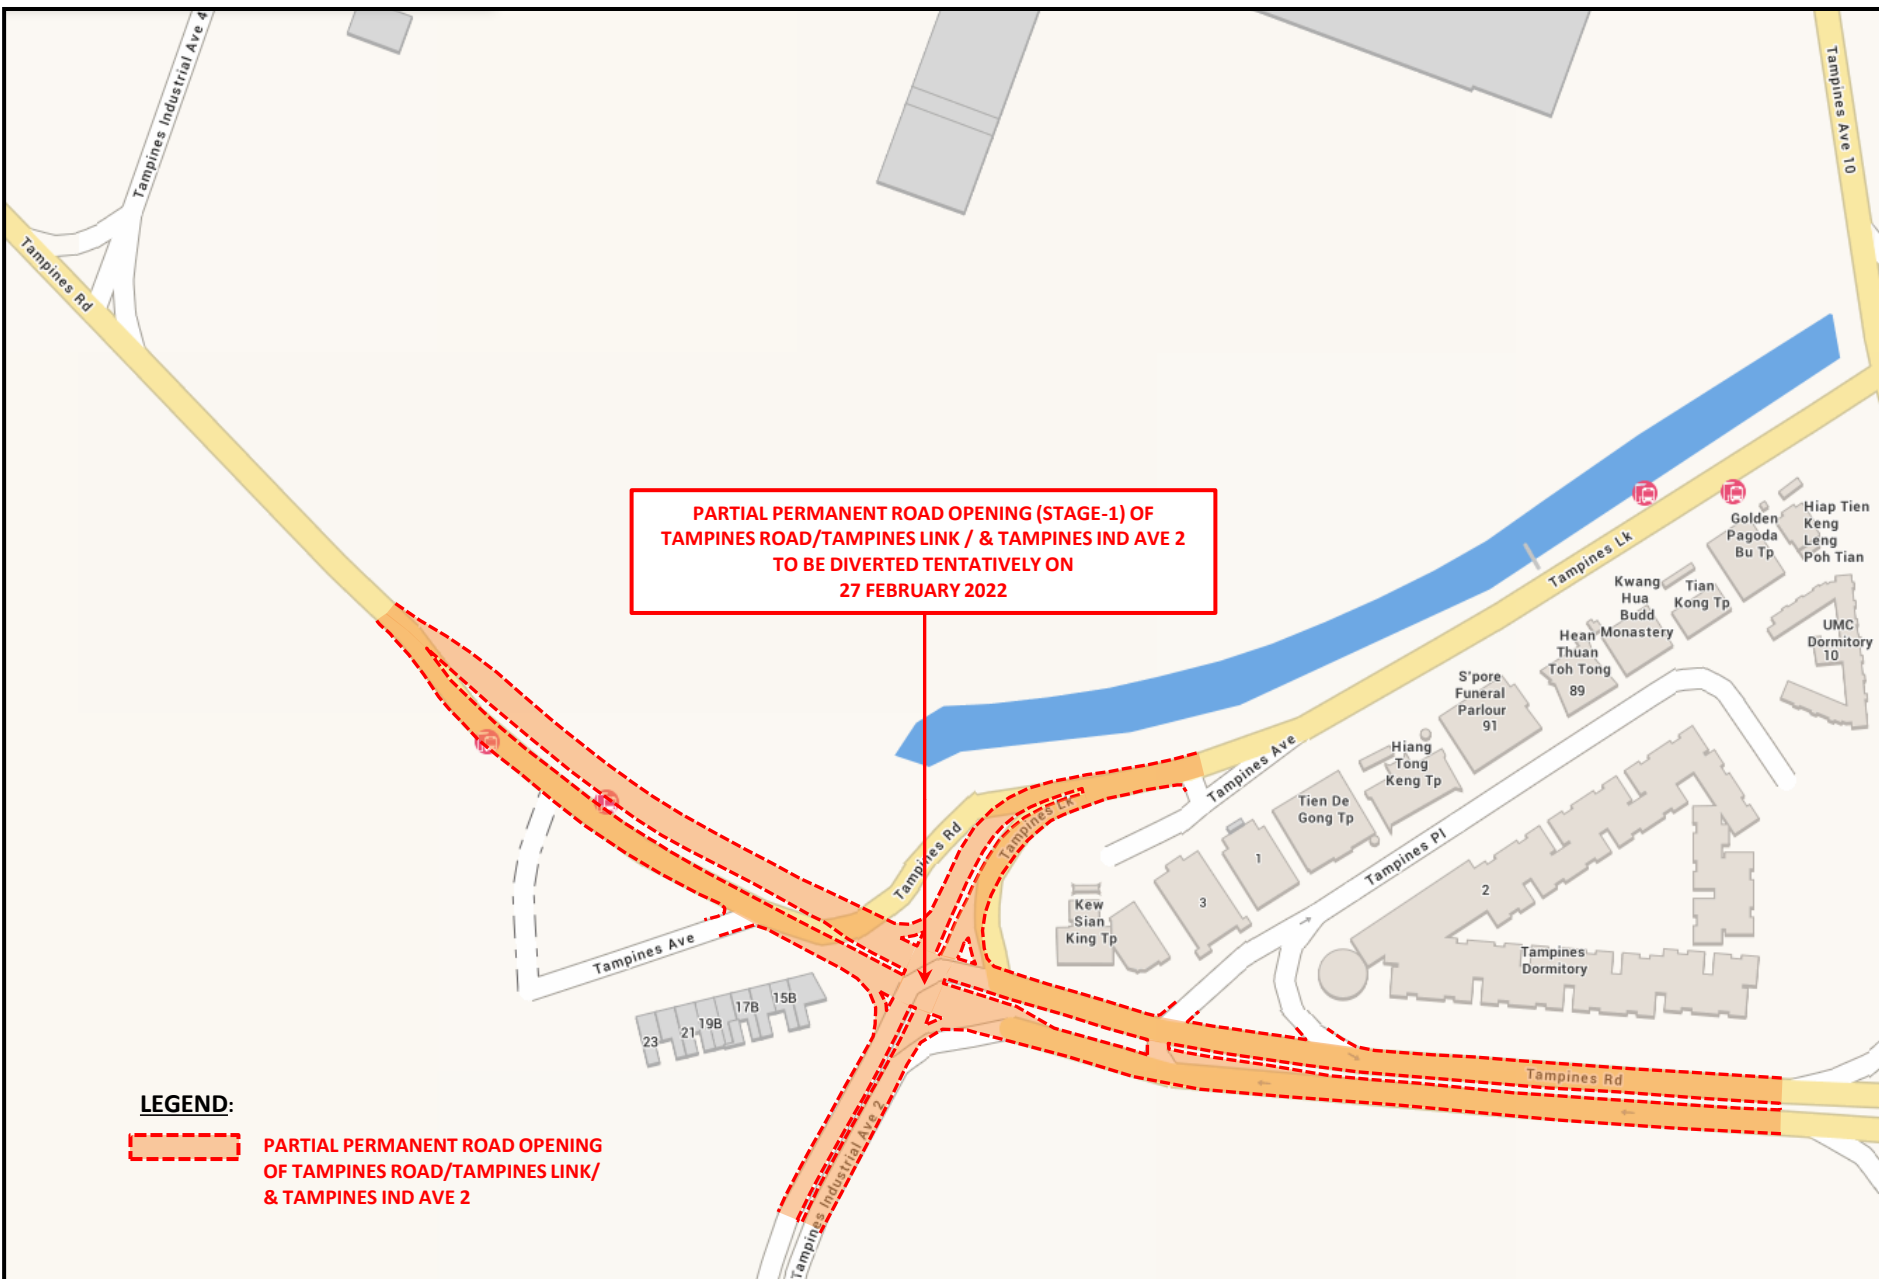 Tampines Industrial Ave 4
Tampines Ave 10
Tampines Rd
PARTIAL PERMANENT ROAD OPENING (STAGE-1) OF
TAMPINES ROAD/TAMPINES LINK / & TAMPINES IND AVE 2
TO BE DIVERTED TENTATIVELY ON
27 FEBRUARY 2022
Tampines Lk
Golden
Pagoda
Bu Tp
Hiap Tien
Keng
Leng
Poh Tian
Kwang
Hua
Budd
Monastery
Tian
Kong Tp
UMC
Dormitory
10
Hean
Thuan
Toh Tong
89
S'pore
Funeral
Parlour
91
Hiang
Tong
Keng Tp
Tampines Ave
Tien De
Gong Tp
Tampines Lk
Tampines Rd
Tampines Pl
1
2
3
Kew
Sian
King Tp
Tampines Ave
Tampines
Dormitory
23
21
19B
17B
15B
Tampines Rd
Tampines Industrial Ave 2
LEGEND:
PARTIAL PERMANENT ROAD OPENING
OF TAMPINES ROAD/TAMPINES LINK/
& TAMPINES IND AVE 2